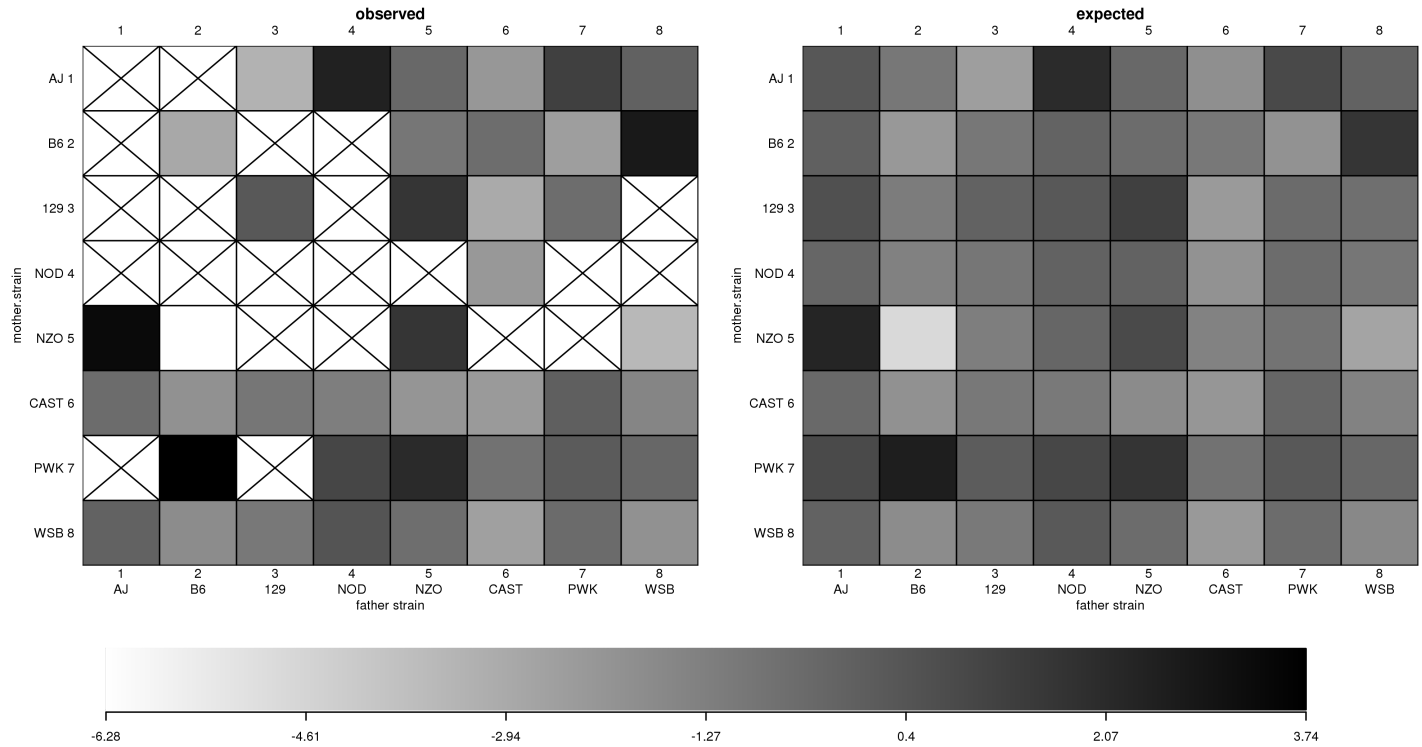 observed
1 2 3 4 5 6 7 8
AJ 1
B6 2
129 3
NOD 4
NZO 5
CAST 6
PWK 7
WSB 8
mother.strain
1 2 3 4 5 6 7 8
AJ B6 129 NOD NZO CAST PWK WSB
father strain
expected
1 2 3 4 5 6 7 8
AJ 1
B6 2
129 3
NOD 4
NZO 5
CAST 6
PWK 7
WSB 8
mother.strain
1 2 3 4 5 6 7 8
AJ B6 129 NOD NZO CAST PWK WSB
father strain
-6.28 -4.61 -2.94 -1.27 0.4 2.07 3.74